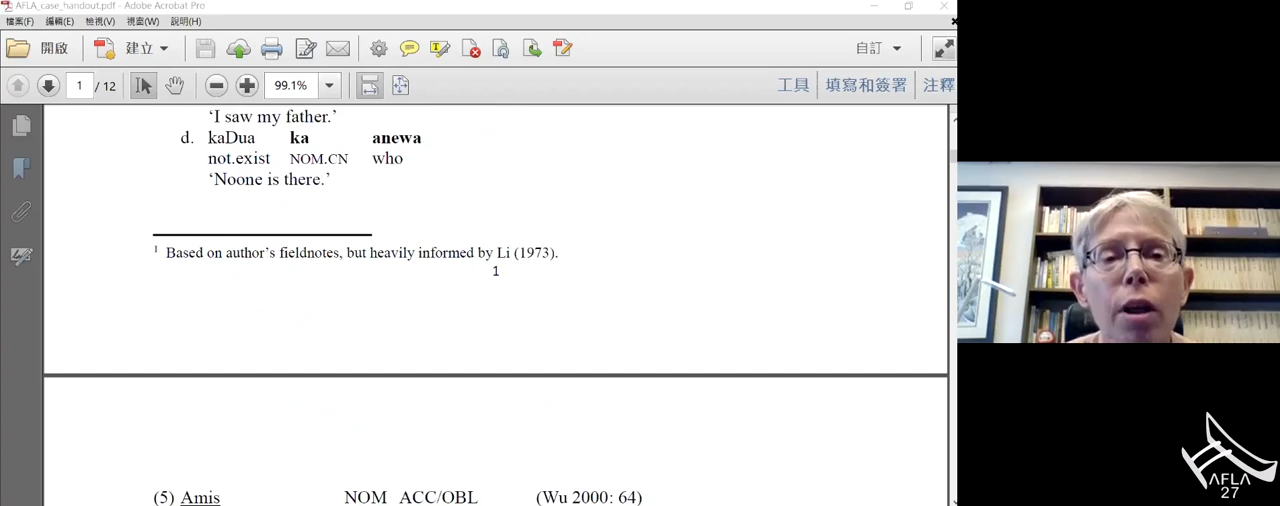 AFLA_case_handout.pdf - Adobe Acrobat Pro
檔案(F) 編輯(E) 檢視(V) 視窗(W) 說明(H)
開啟 建立 自訂
1 / 12 99.1% 工具 填寫和簽署 注釋
‘I saw my father.’
d. kaDua ka anewa
not.exist NOM.CN who
‘Noone is there.’
1 Based on author’s fieldnotes, but heavily informed by Li (1973).
1
(5) Amis NOM ACC/OBL (Wu 2000: 64)
AFLA
27